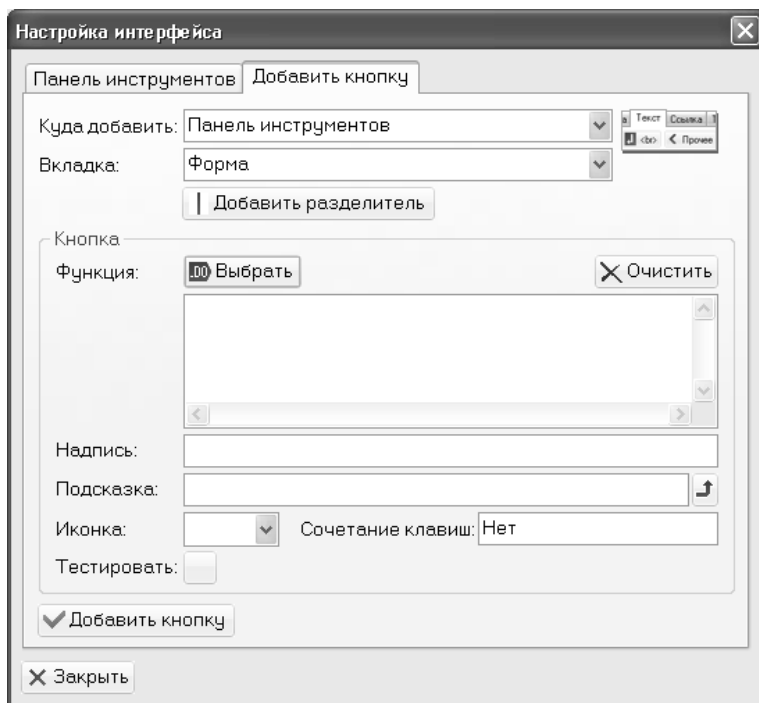 Настройка интерфейса
Панель инструментов Добавить кнопку
Куда добавить: Панель инструментов
а Текст Ссылка
<br> Прочее
Вкладка: Форма
Добавить разделитель
Кнопка
Функция: .DO Выбрать Очистить
Надпись:
Подсказка:
Иконка: Сочетание клавиш: Нет
Тестировать:
Добавить кнопку
Закрыть